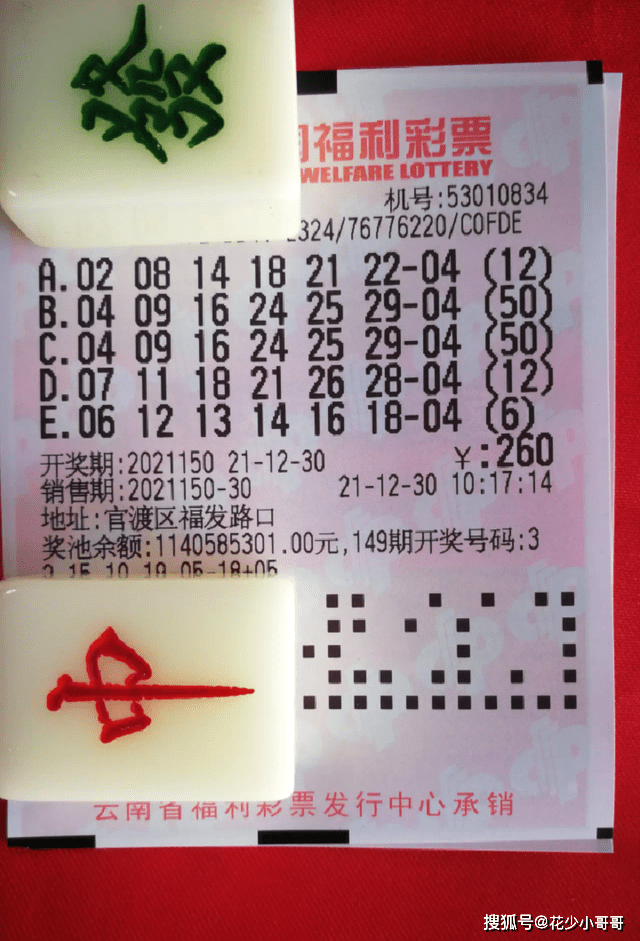 發
福利彩票
WELFARE LOTTERY
机号:53010834
324/76776220/C0FDE
A.02 08 14 18 21 22-04 (12)
B.04 09 16 24 25 29-04 (50)
C.04 09 16 24 25 29-04 (50)
D.07 11 18 21 26 28-04 (12)
E.06 12 13 14 16 18-04 (6)
¥:260
开奖期:2021150 21-12-30
销售期:2021150-30 21-12-30 10:17:14
地址:官渡区福发路口
奖池余额:1140585301.00元,149期开奖号码:3
中
云南省福利彩票发行中心承销
搜狐号@花少小哥哥